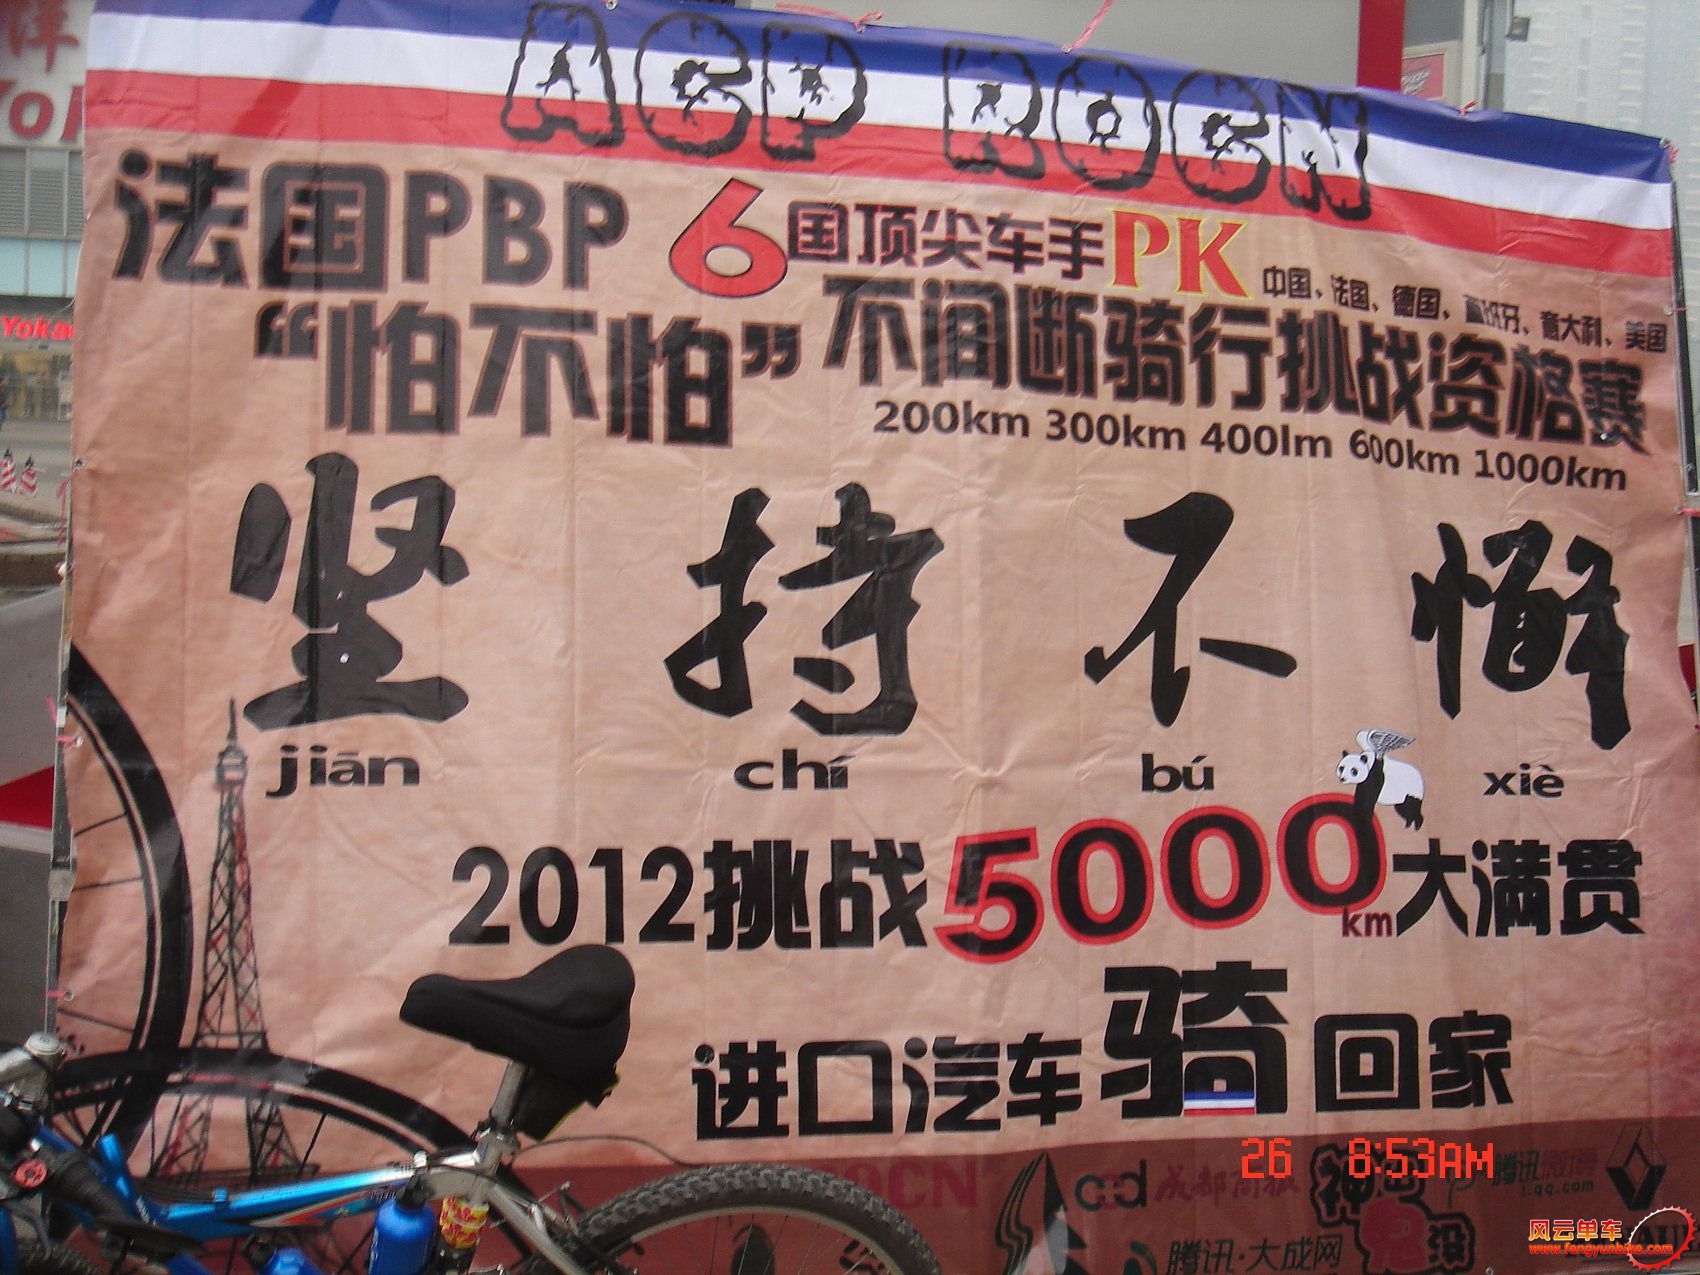 ACP ROCN
法国PBP 6国顶尖车手PK
中国、法国、德国、西班牙、意大利、美国
“怕不怕”不间断骑行挑战资格赛
200km 300km 400lm 600km 1000km
坚持不懈
jiān chí bú xiè
2012挑战5000km大满贯
进口汽车骑回家
26 8:53AM
OCN
成都商报
腾讯微博
t.qq.com
腾讯·大成网
风云单车
www.fengyunbike.com
Yoka